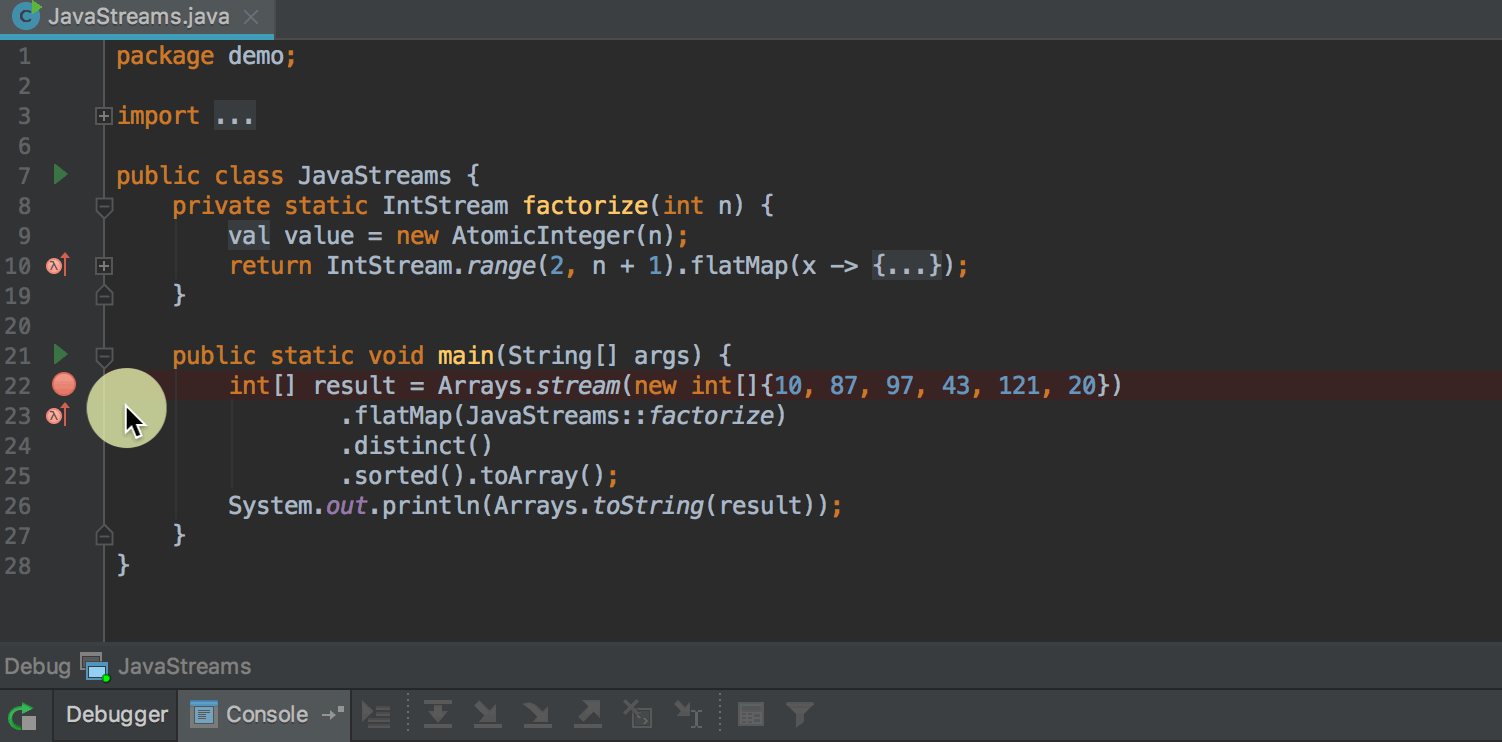 C JavaStreams.java
1 package demo;
2
3 import ...
6
7 public class JavaStreams {
8 private static IntStream factorize(int n) {
9 val value = new AtomicInteger(n);
10 return IntStream.range(2, n + 1).flatMap(x -> {...});
19 }
20
21 public static void main(String[] args) {
22 int[] result = Arrays.stream(new int[]{10, 87, 97, 43, 121, 20})
23 .flatMap(JavaStreams::factorize)
24 .distinct()
25 .sorted().toArray();
26 System.out.println(Arrays.toString(result));
27 }
28 }
Debug JavaStreams
Debugger Console